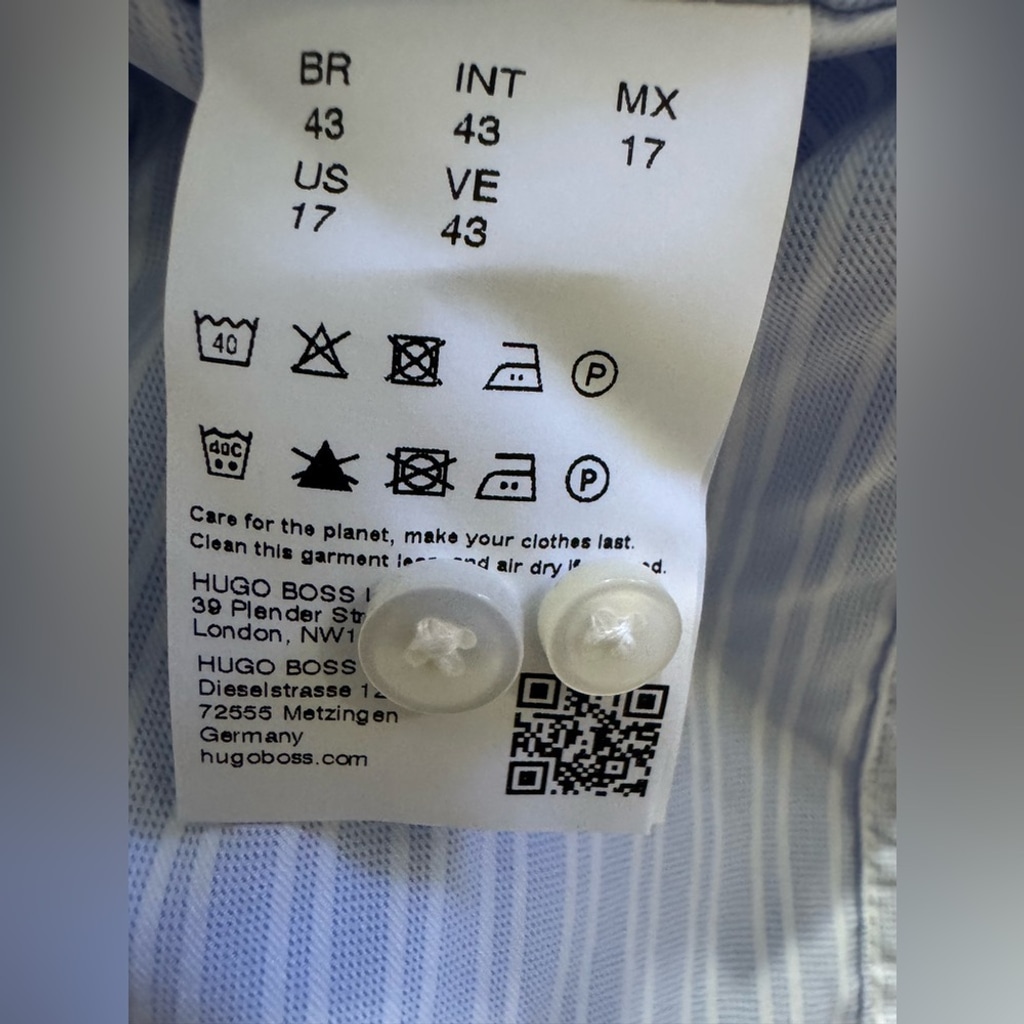 BR INT MX
43 43 17
US VE
17 43
40 P
40C P
Care for the planet, make your clothes last.
Clean this garment and air dry
HUGO BOSS
39 Plender
London,
HUGO BOSS
Dieselstrasse
72555 Metzingen
Germany
hugoboss.com